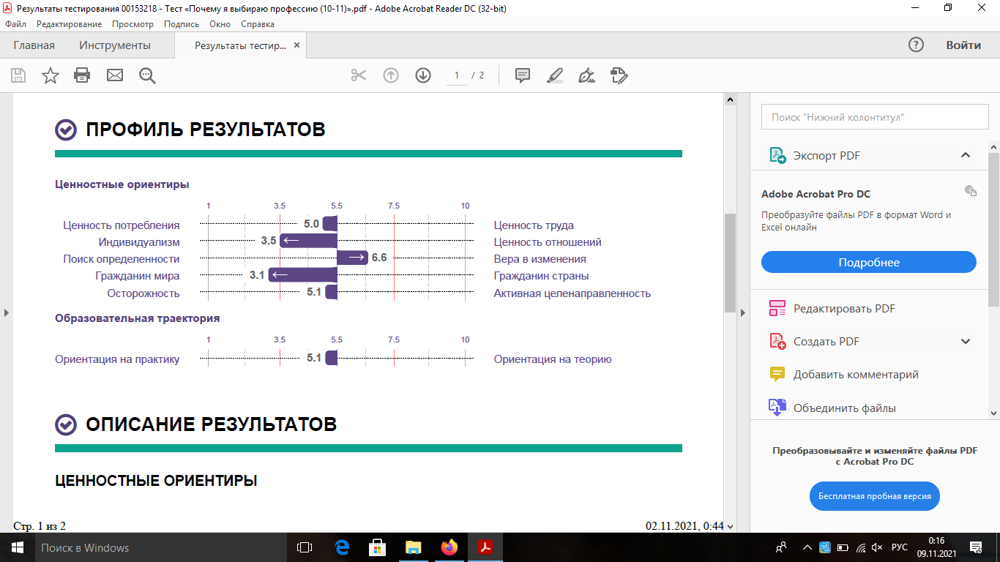 Результаты тестирования 00153218 - Тест «Почему я выбираю профессию (10-11)».pdf - Adobe Acrobat Reader DC (32-bit)
Файл Редактирование Просмотр Подпись Окно Справка
Главная Инструменты Результаты тестир... × Войти
1 / 2
ПРОФИЛЬ РЕЗУЛЬТАТОВ
Ценностные ориентиры
1 3.5 5.5 7.5 10
Ценность потребления 5.0 Ценность труда
Индивидуализм 3.5 Ценность отношений
Поиск определенности 6.6 Вера в изменения
Гражданин мира 3.1 Гражданин страны
Осторожность 5.1 Активная целенаправленность
Образовательная траектория
1 3.5 5.5 7.5 10
Ориентация на практику 5.1 Ориентация на теорию
ОПИСАНИЕ РЕЗУЛЬТАТОВ
ЦЕННОСТНЫЕ ОРИЕНТИРЫ
Стр. 1 из 2 02.11.2021, 0:44
Поиск "Нижний колонтитул"
Экспорт PDF
Adobe Acrobat Pro DC
Преобразуйте файлы PDF в формат Word и
Excel онлайн
Подробнее
Редактировать PDF
Создать PDF
Добавить комментарий
Объединить файлы
Преобразовывайте и изменяйте файлы PDF
с Acrobat Pro DC
Бесплатная пробная версия
Поиск в Windows
РУС
0:16
09.11.2021